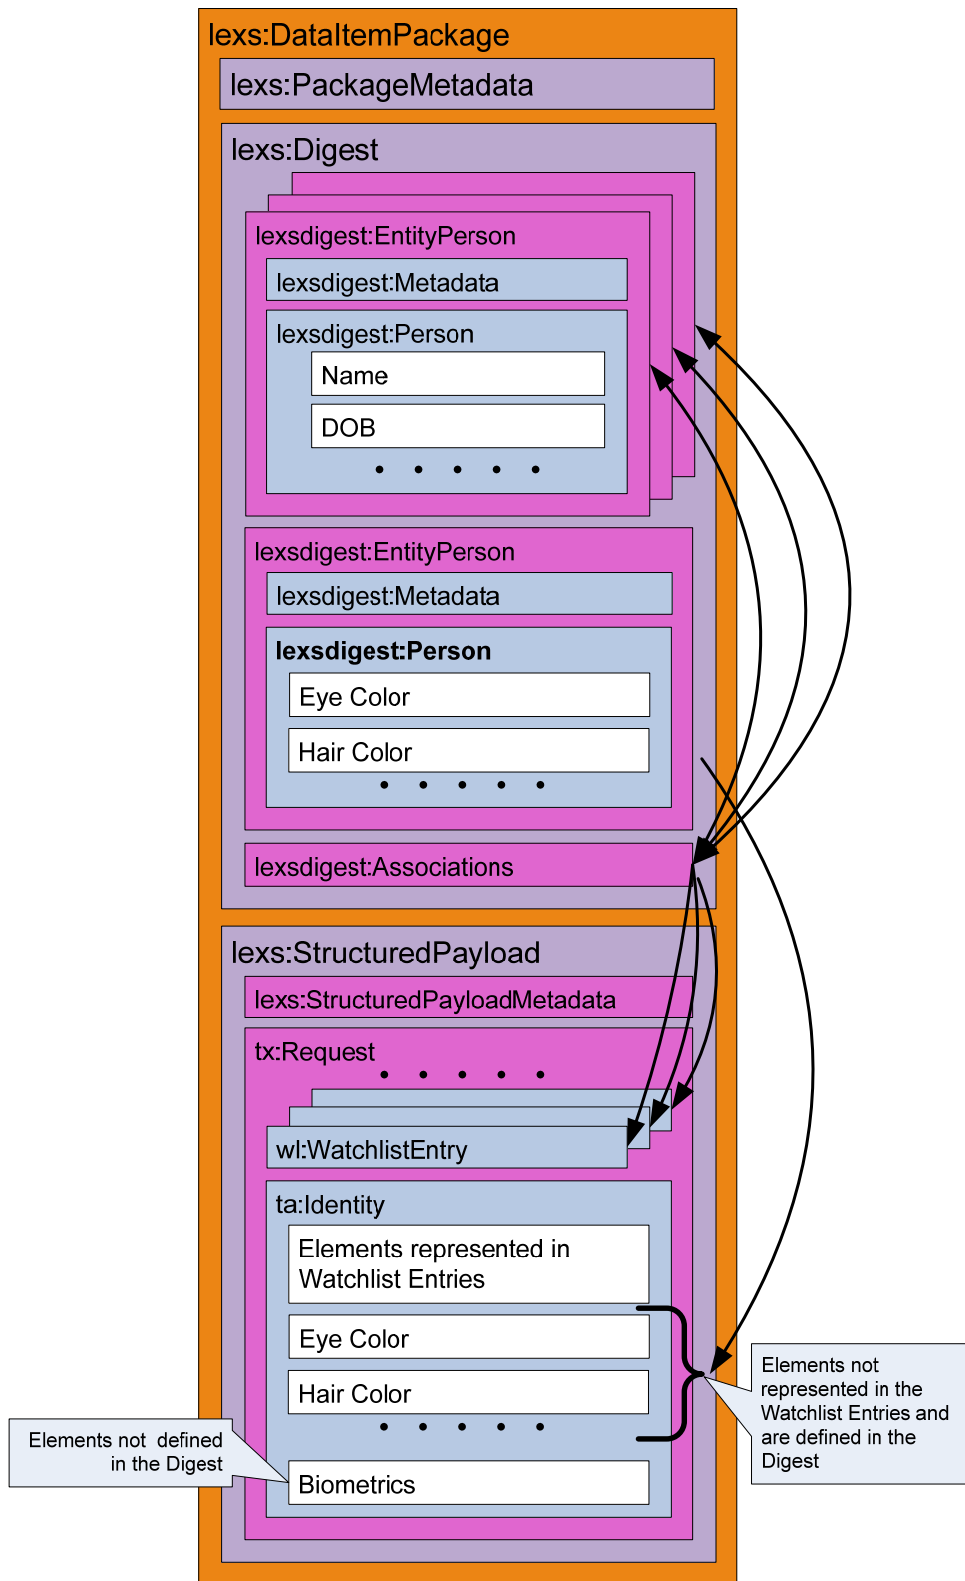 lexs:DataItemPackage
lexs:PackageMetadata
lexs:Digest
lexsdigest:EntityPerson
lexsdigest:Metadata
lexsdigest:Person
Name
DOB
lexsdigest:EntityPerson
lexsdigest:Metadata
lexsdigest:Person
Eye Color
Hair Color
lexsdigest:Associations
lexs:StructuredPayload
lexs:StructuredPayloadMetadata
tx:Request
wl:WatchlistEntry
ta:Identity
Elements represented in
Watchlist Entries
Eye Color
Hair Color
Biometrics
Elements not defined
in the Digest
Elements not
represented in the
Watchlist Entries and
are defined in the
Digest